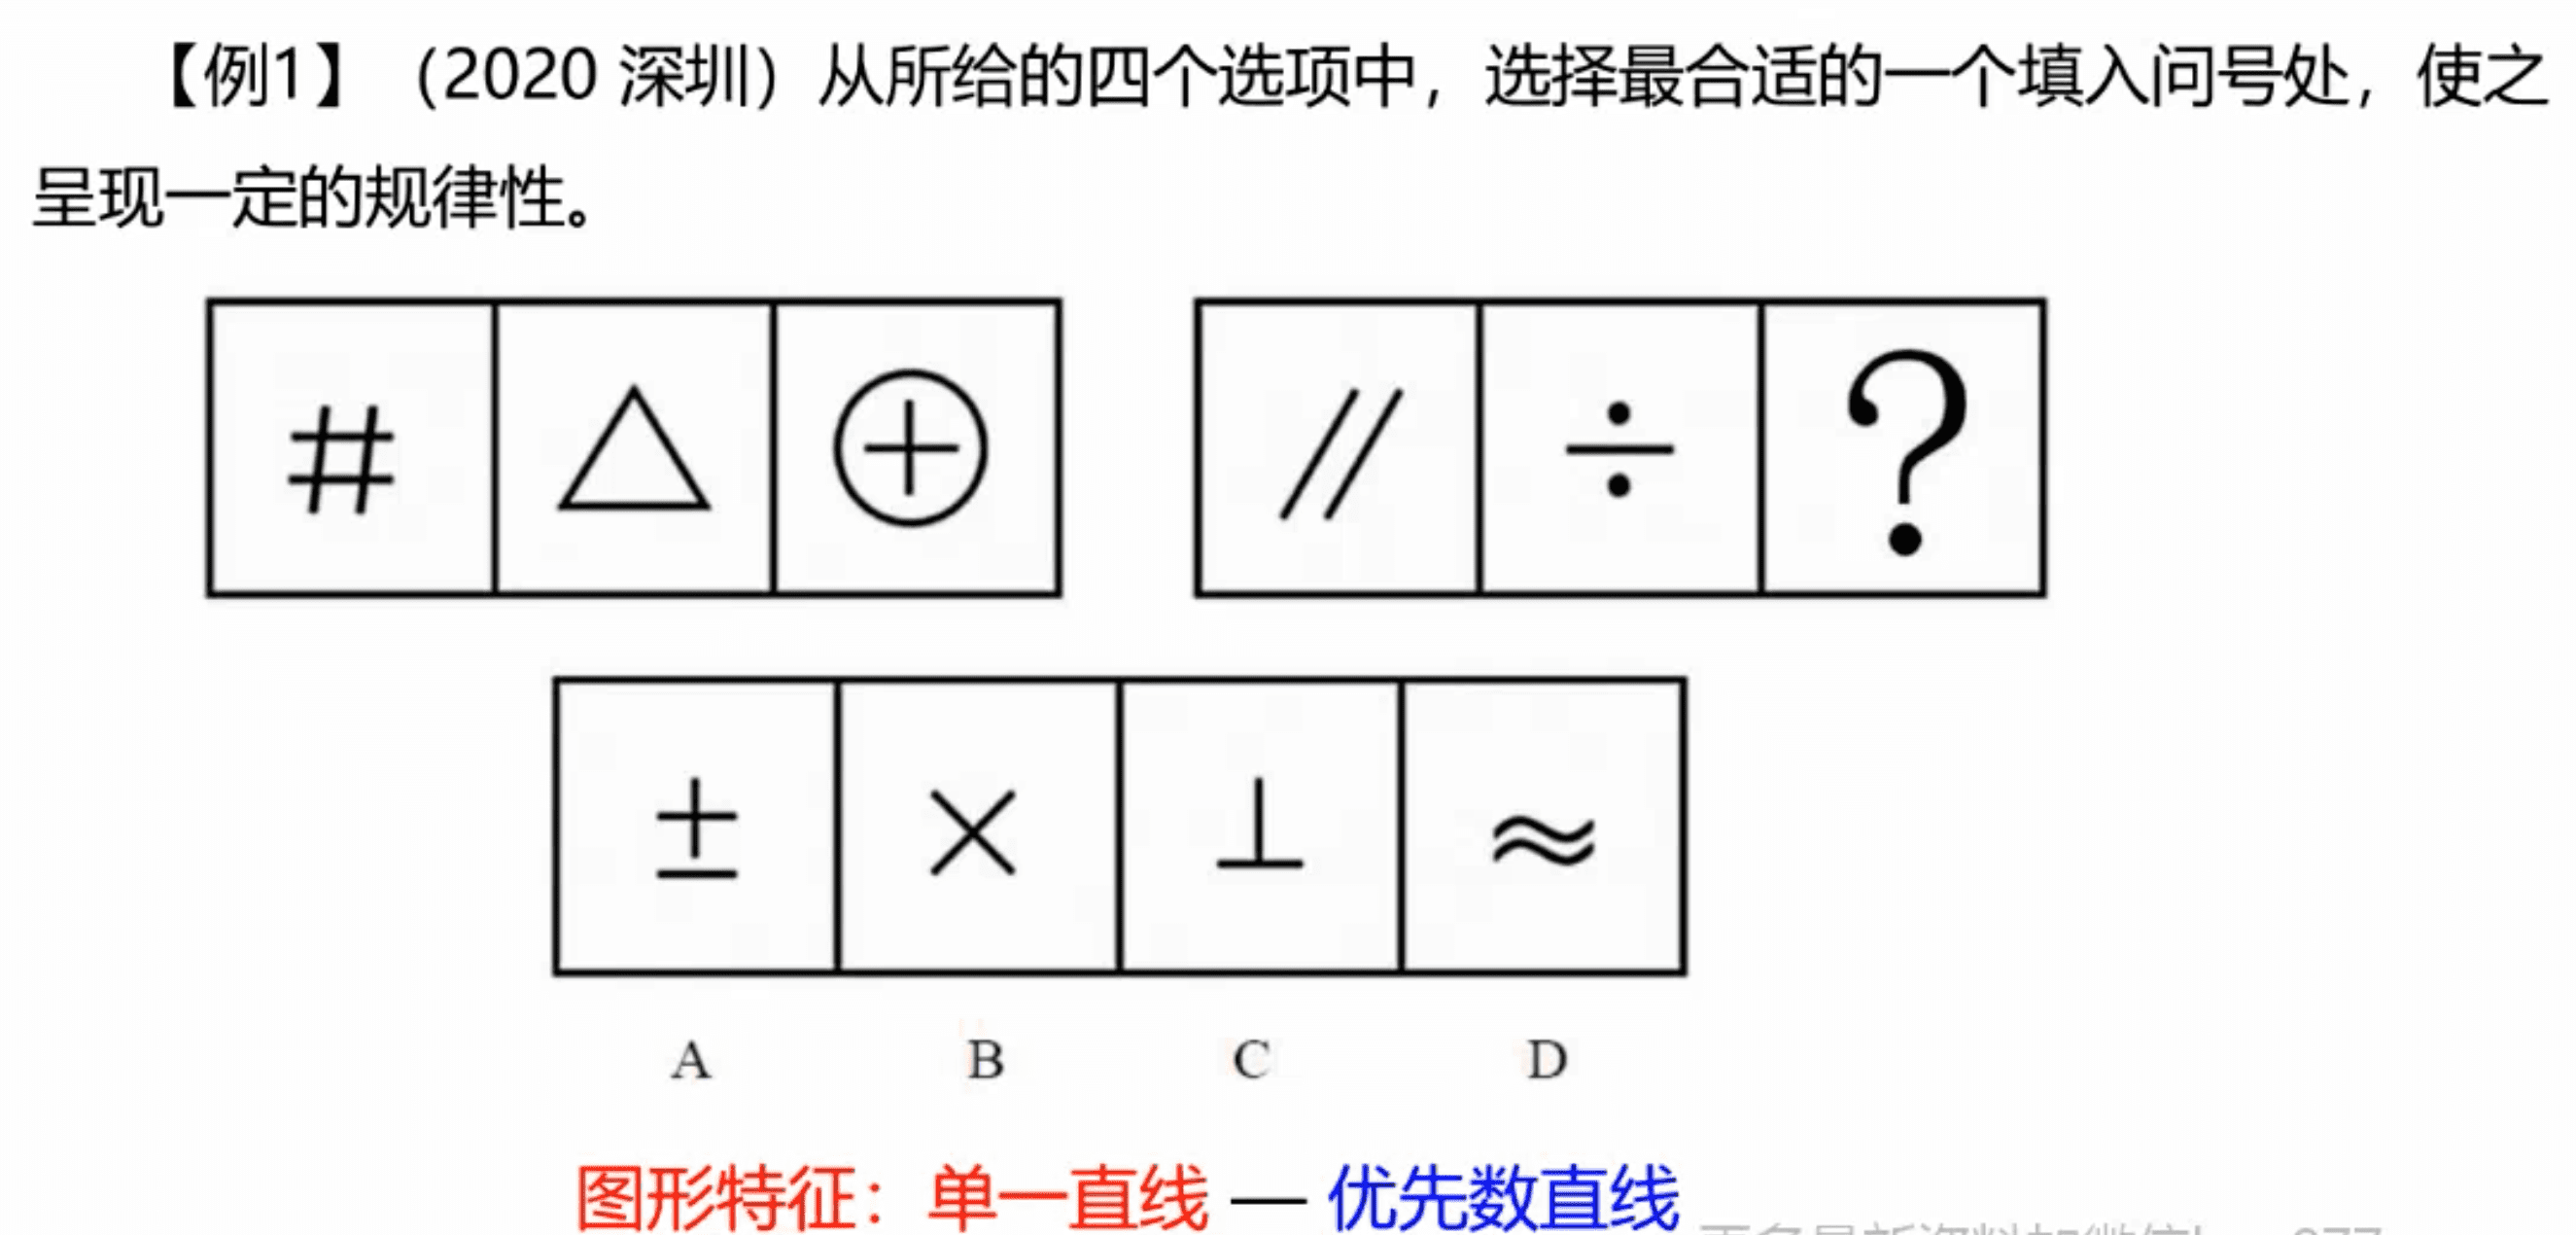 【例1】（2020 深圳）从所给的四个选项中，选择最合适的一个填入问号处，使之
呈现一定的规律性。
# △ ⊕ // ÷ ?
± × ⊥ ≈
A B C D
图形特征：单一直线 — 优先数直线